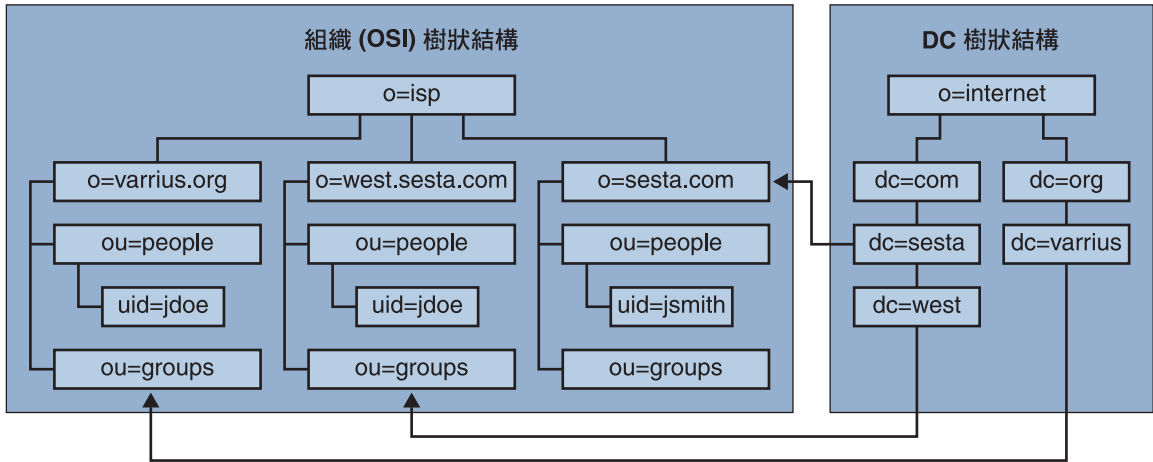 組織 (OSI) 樹狀結構
o=isp
o=varrius.org
ou=people
uid=jdoe
ou=groups
o=west.sesta.com
ou=people
uid=jdoe
ou=groups
o=sesta.com
ou=people
uid=jsmith
ou=groups
DC 樹狀結構
o=internet
dc=com
dc=sesta
dc=west
dc=org
dc=varrius